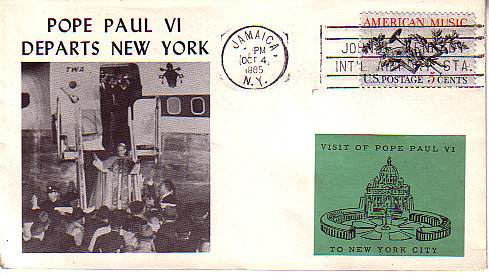 POPE PAUL VI
DEPARTS NEW YORK
TWA
JAMAICA,
PM
OCT 4,
1965
N.Y.
AMERICAN MUSIC
JOHN
INT'L STA.
U.S. POSTAGE 5 CENTS
VISIT OF POPE PAUL VI
TO NEW YORK CITY